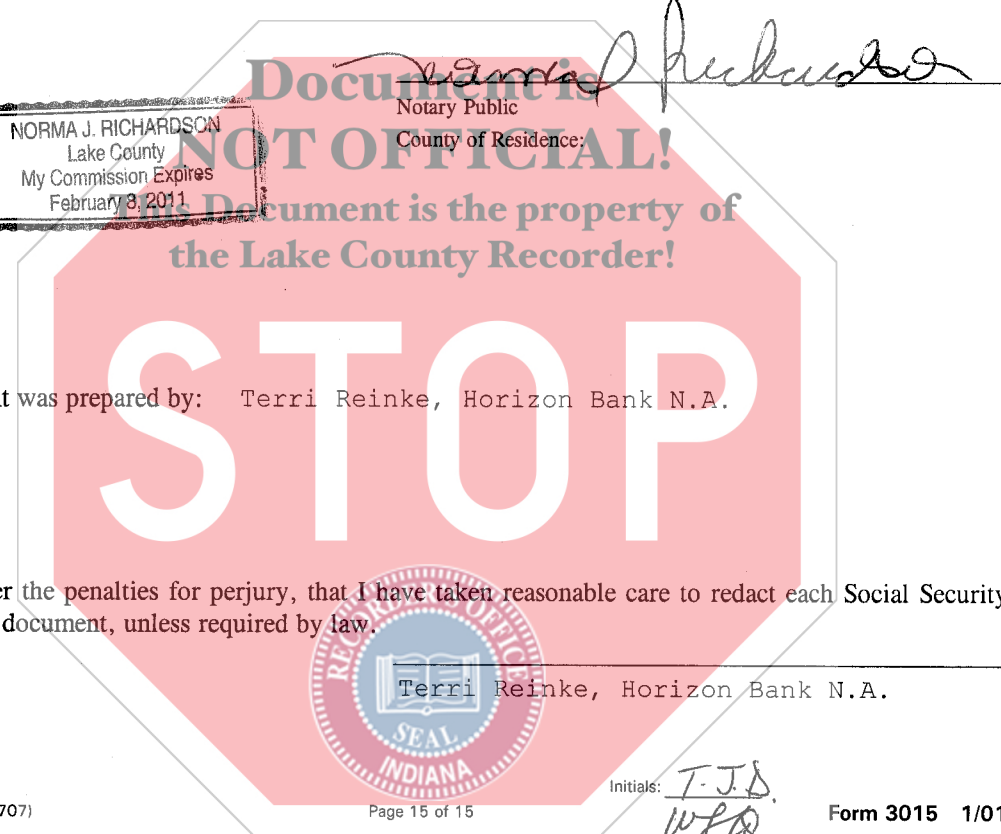 Norma J Richardson
Document is
Notary Public
NOT OFFICIAL!
County of Residence:
NORMA J. RICHARDSON
Lake County
My Commission Expires
February 8, 2011
This Document is the property of
the Lake County Recorder!
STOP
t was prepared by: Terri Reinke, Horizon Bank N.A.
er the penalties for perjury, that I have taken reasonable care to redact each Social Security
document, unless required by law.
RECORDER'S OFFICE
SEAL
INDIANA
Terri Reinke, Horizon Bank N.A.
Initials: T.J.D.
707)
Page 15 of 15
Form 3015 1/01